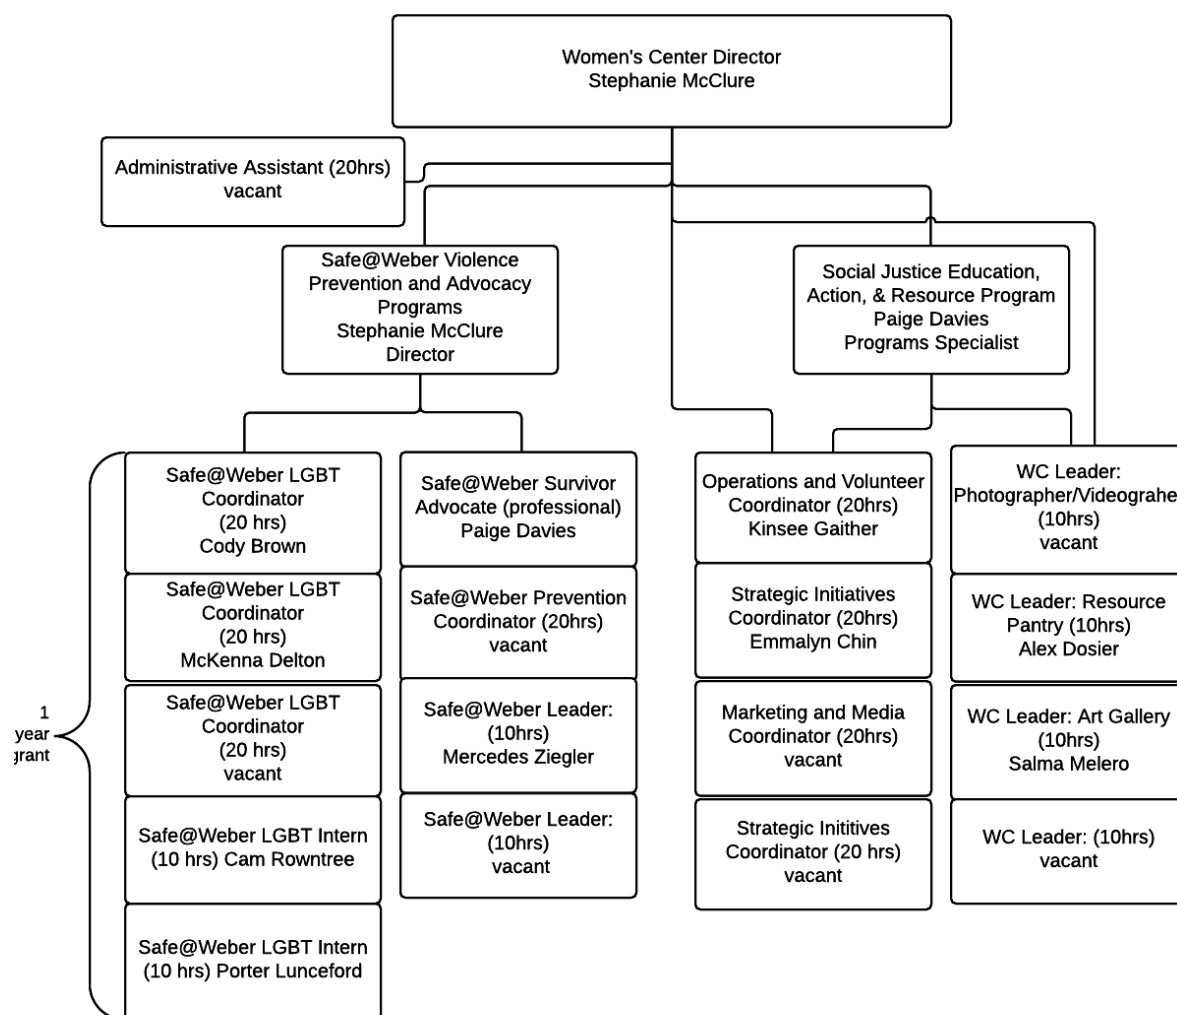 Women's Center Director
Stephanie McClure
Administrative Assistant (20hrs)
vacant
Safe@Weber Violence
Prevention and Advocacy
Programs
Stephanie McClure
Director
Social Justice Education,
Action, & Resource Program
Paige Davies
Programs Specialist
1
year
grant
Safe@Weber LGBT
Coordinator
(20 hrs)
Cody Brown
Safe@Weber LGBT
Coordinator
(20 hrs)
McKenna Delton
Safe@Weber LGBT
Coordinator
(20 hrs)
vacant
Safe@Weber LGBT Intern
(10 hrs) Cam Rowntree
Safe@Weber LGBT Intern
(10 hrs) Porter Lunceford
Safe@Weber Survivor
Advocate (professional)
Paige Davies
Safe@Weber Prevention
Coordinator (20hrs)
vacant
Safe@Weber Leader:
(10hrs)
Mercedes Ziegler
Safe@Weber Leader:
(10hrs)
vacant
Operations and Volunteer
Coordinator (20hrs)
Kinsee Gaither
Strategic Initiatives
Coordinator (20hrs)
Emmalyn Chin
Marketing and Media
Coordinator (20hrs)
vacant
Strategic Inititives
Coordinator (20 hrs)
vacant
WC Leader:
Photographer/Videograhe
(10hrs)
vacant
WC Leader: Resource
Pantry (10hrs)
Alex Dosier
WC Leader: Art Gallery
(10hrs)
Salma Melero
WC Leader: (10hrs)
vacant